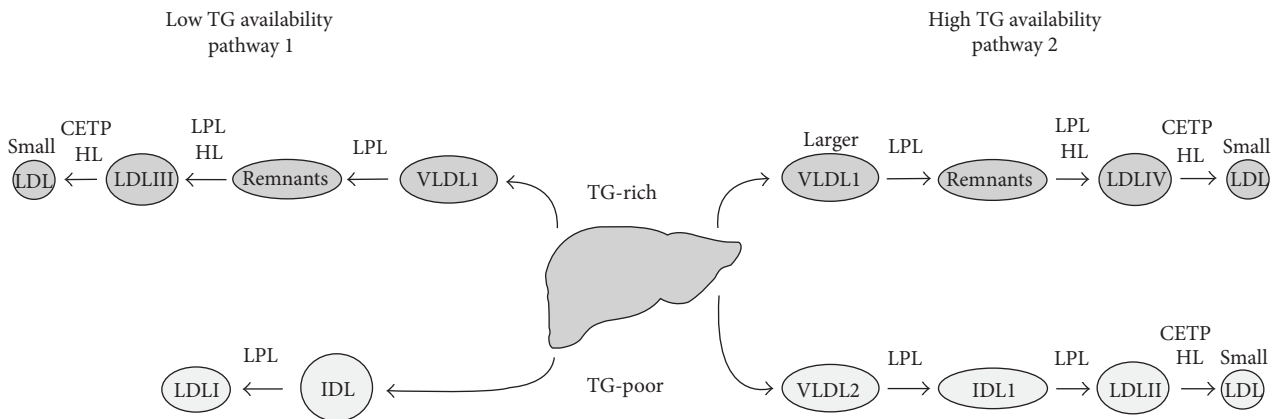 Low TG availability
pathway 1
High TG availability
pathway 2
Small
LDL
CETP
HL
LDLIII
LPL
HL
Remnants
LPL
VLDL1
TG-rich
Larger
VLDL1
LPL
Remnants
LPL
HL
LDLIV
CETP
HL
Small
LDL
LDLI
LPL
IDL
TG-poor
VLDL2
LPL
IDL1
LPL
LDLII
CETP
HL
Small
LDL